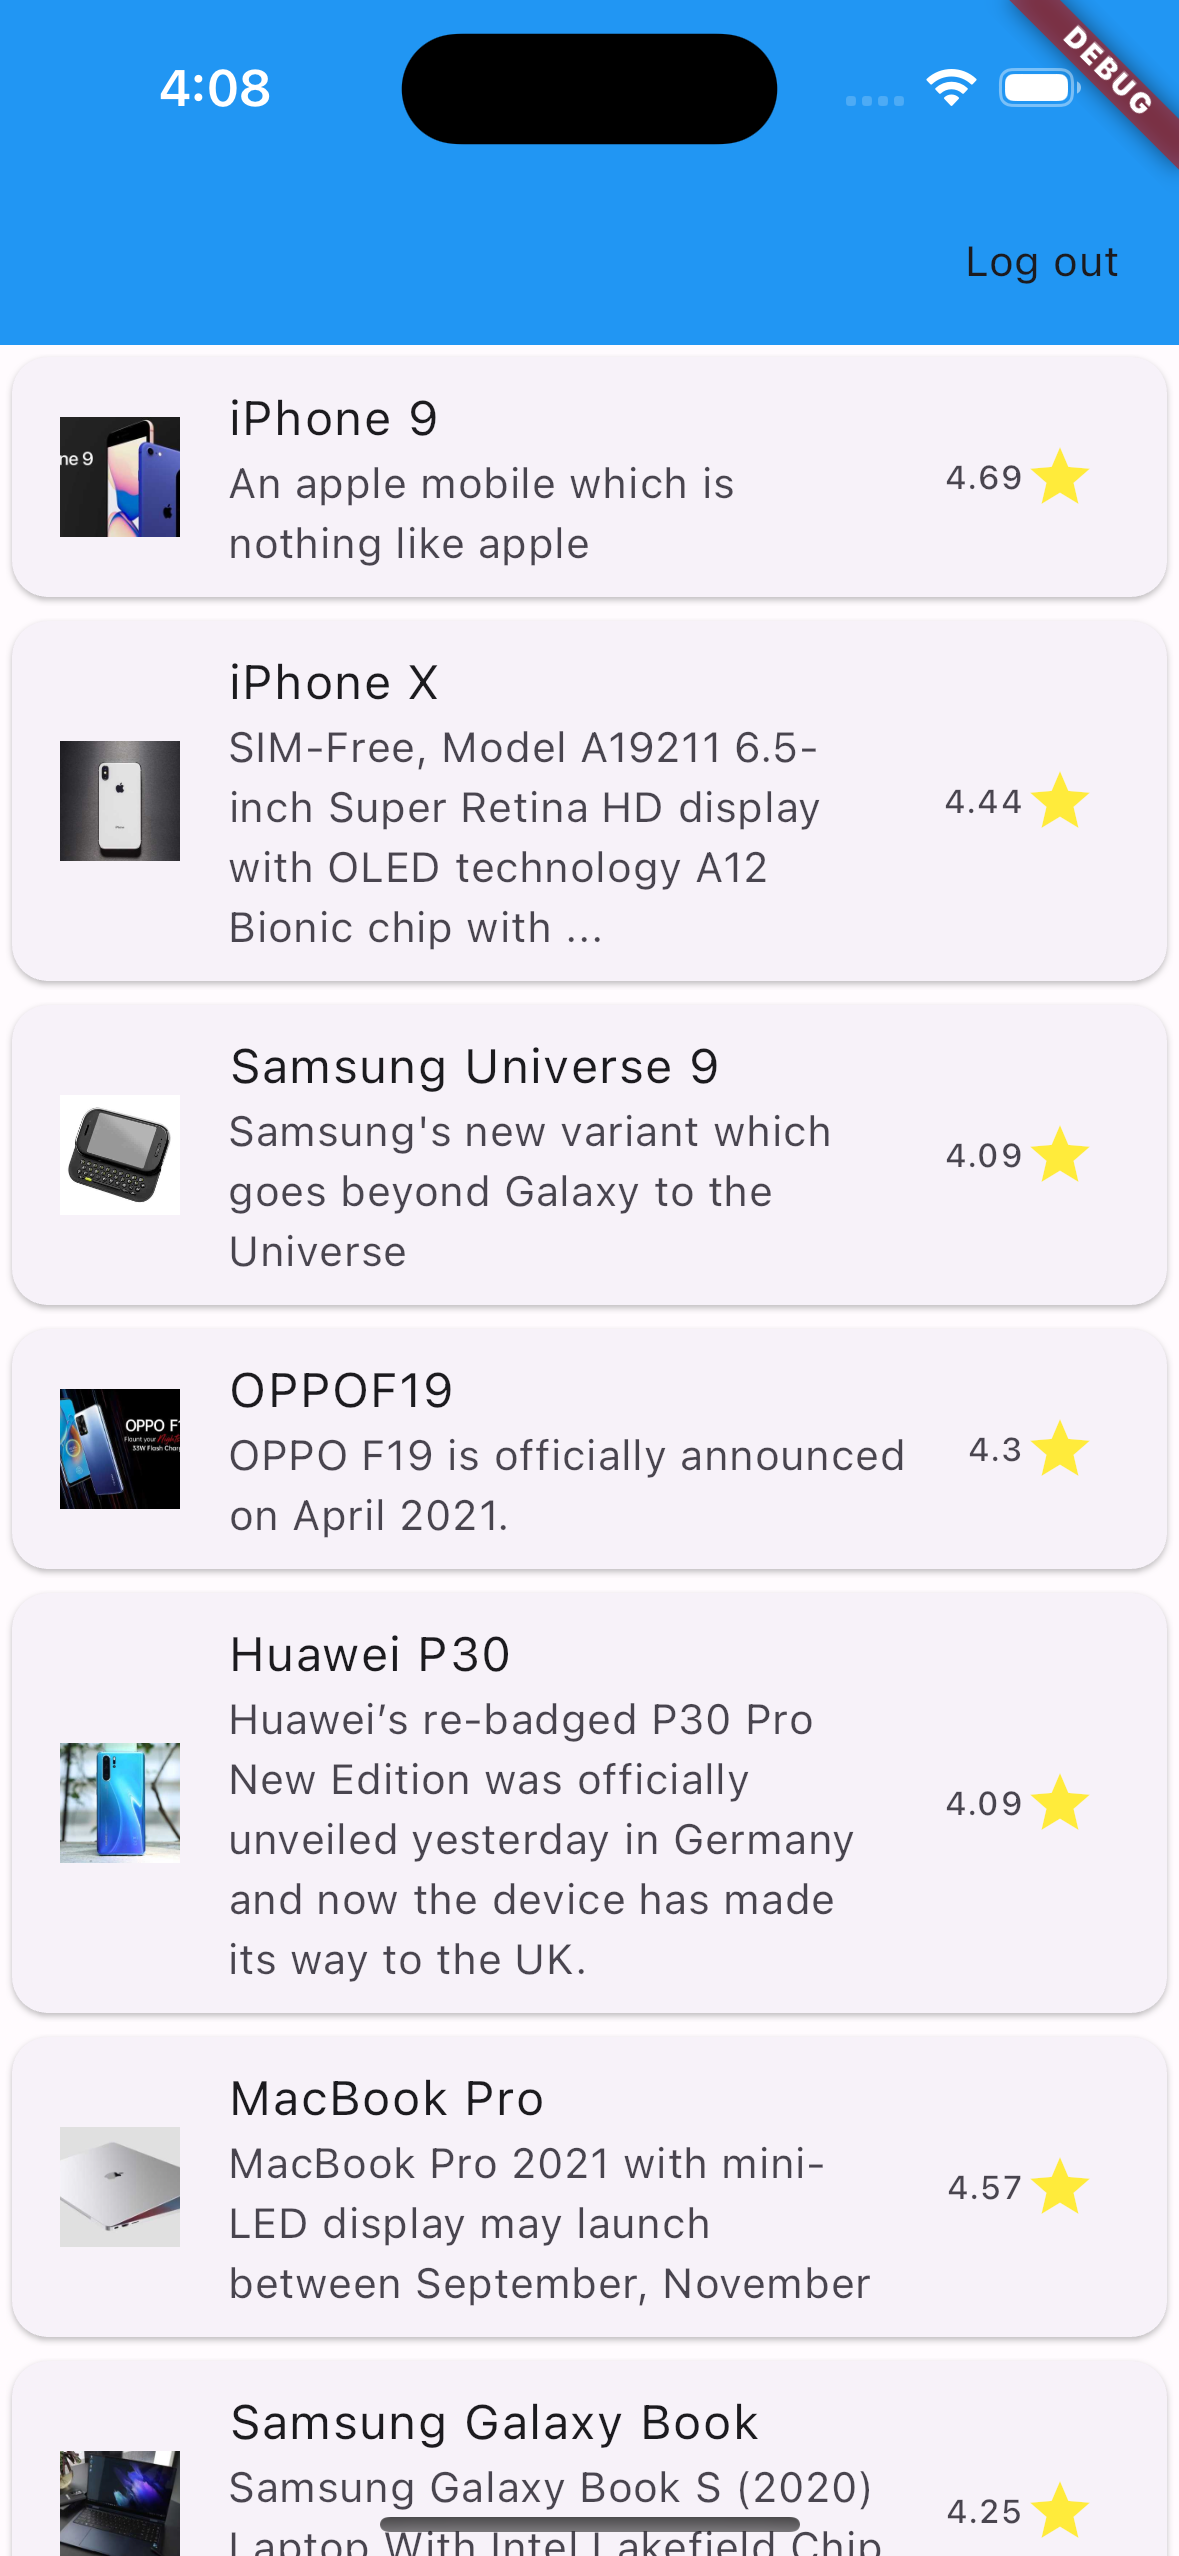 4:08
DEBUG
Log out
ne 9
iPhone 9
An apple mobile which is
nothing like apple
4.69
iPhone X
SIM-Free, Model A19211 6.5-
inch Super Retina HD display
with OLED technology A12
Bionic chip with ...
4.44
Samsung Universe 9
Samsung's new variant which
goes beyond Galaxy to the
Universe
4.09
OPPO F1
33W Flash Char
OPPOF19
OPPO F19 is officially announced
on April 2021.
4.3
Huawei P30
Huawei’s re-badged P30 Pro
New Edition was officially
unveiled yesterday in Germany
and now the device has made
its way to the UK.
4.09
MacBook Pro
MacBook Pro 2021 with mini-
LED display may launch
between September, November
4.57
Samsung Galaxy Book
Samsung Galaxy Book S (2020)
Laptop With Intel Lakefield Chip
4.25